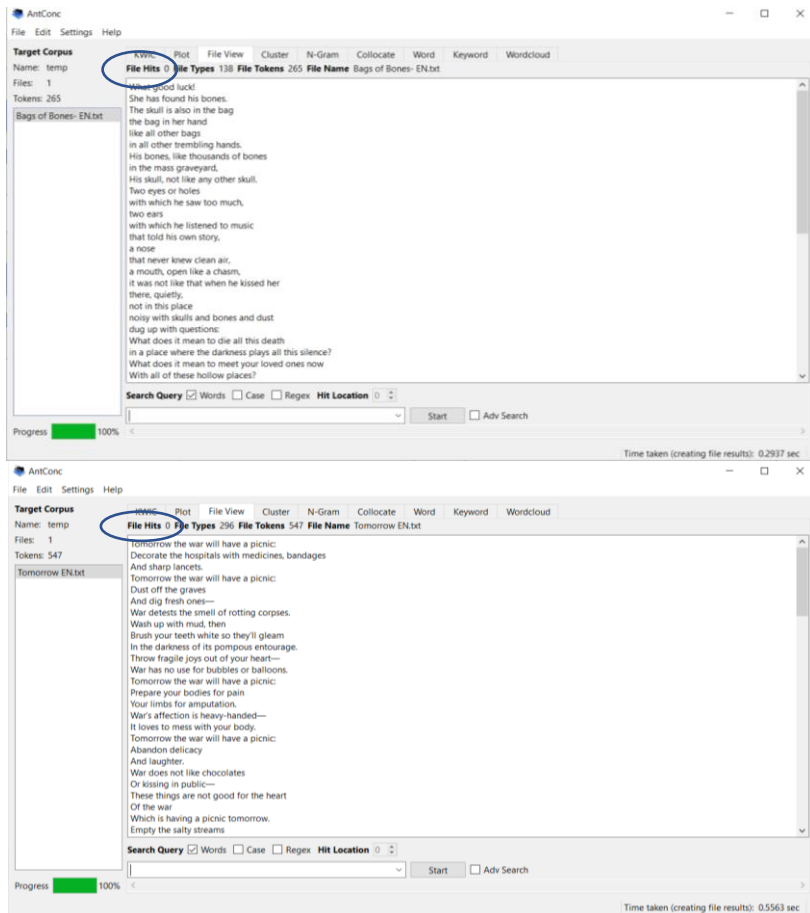 AntConc
File Edit Settings Help
Target Corpus
Name: temp
Files: 1
Tokens: 265
Bags of Bones- EN.txt
Progress 100%
KWIC Plot File View Cluster N-Gram Collocate Word Keyword Wordcloud
File Hits 0 File Types 138 File Tokens 265 File Name Bags of Bones- EN.txt
What good luck!
She has found his bones.
The skull is also in the bag
the bag in her hand
like all other bags
in all other trembling hands.
His bones, like thousands of bones
in the mass graveyard,
His skull, not like any other skull.
Two eyes or holes
with which he saw too much,
two ears
with which he listened to music
that told his own story,
a nose
that never knew clean air,
a mouth, open like a chasm,
it was not like that when he kissed her
there, quietly,
not in this place
noisy with skulls and bones and dust
dug up with questions:
What does it mean to die all this death
in a place where the darkness plays all this silence?
What does it mean to meet your loved ones now
With all of these hollow places?
Search Query Words Case Regex Hit Location 0
Start Adv Search
Time taken (creating file results): 0.2937 sec
AntConc
File Edit Settings Help
Target Corpus
Name: temp
Files: 1
Tokens: 547
Tomorrow EN.txt
Progress 100%
KWIC Plot File View Cluster N-Gram Collocate Word Keyword Wordcloud
File Hits 0 File Types 296 File Tokens 547 File Name Tomorrow EN.txt
Tomorrow the war will have a picnic:
Decorate the hospitals with medicines, bandages
And sharp lancets.
Tomorrow the war will have a picnic:
Dust off the graves
And dig fresh ones—
War detests the smell of rotting corpses.
Wash up with mud, then
Brush your teeth white so they'll gleam
In the darkness of its pompous entourage.
Throw fragile joys out of your heart—
War has no use for bubbles or balloons.
Tomorrow the war will have a picnic:
Prepare your bodies for pain
Your limbs for amputation.
War's affection is heavy-handed—
It loves to mess with your body.
Tomorrow the war will have a picnic:
Abandon delicacy
And laughter.
War does not like chocolates
Or kissing in public—
These things are not good for the heart
Of the war
Which is having a picnic tomorrow.
Empty the salty streams
Search Query Words Case Regex Hit Location 0
Start Adv Search
Time taken (creating file results): 0.5563 sec